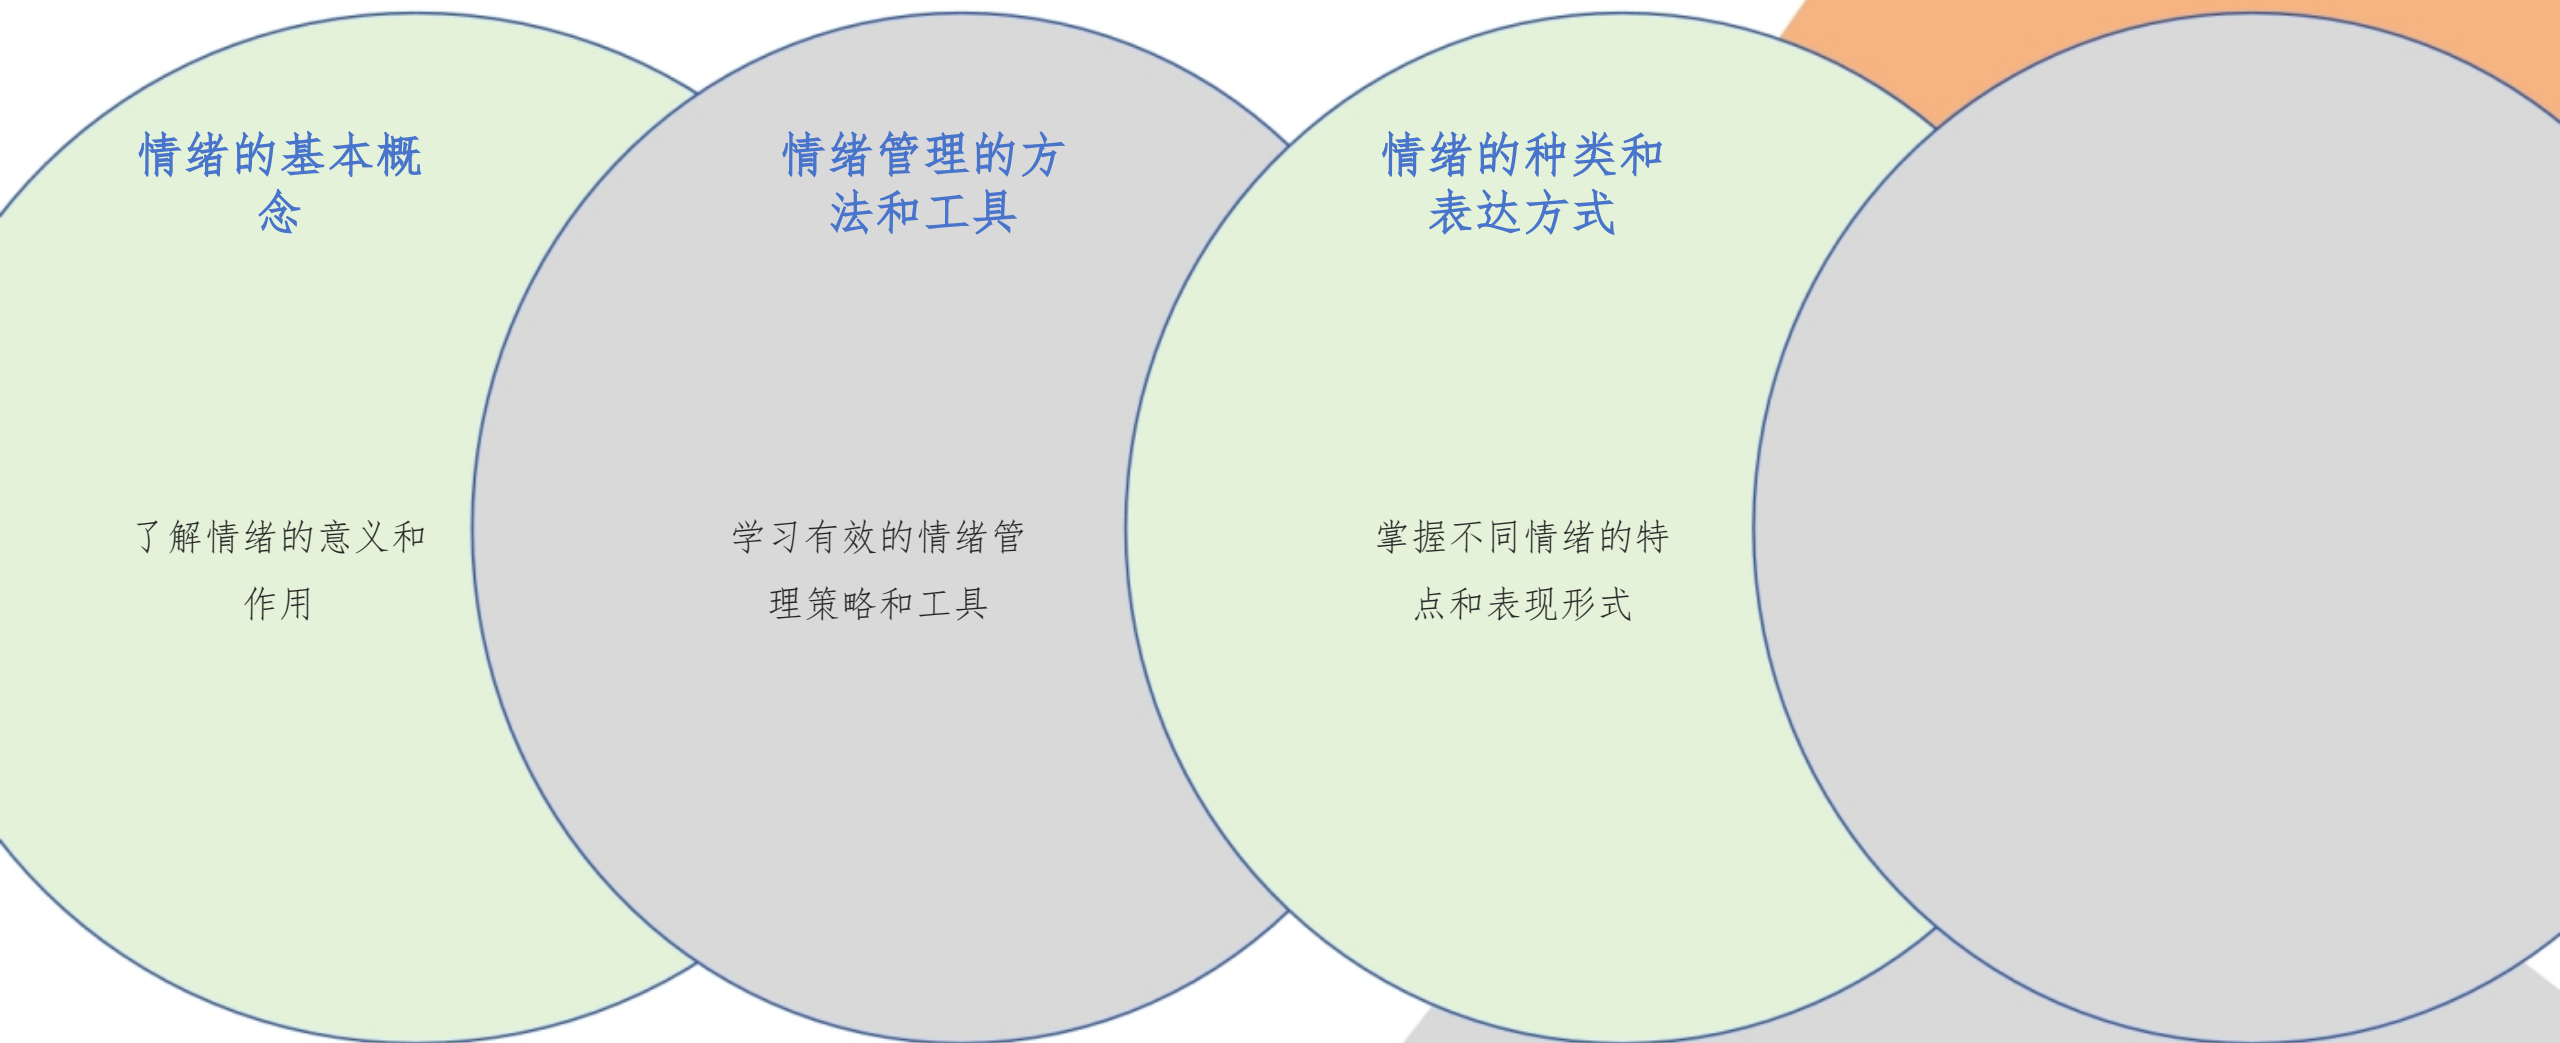 情绪的基本概
念
了解情绪的意义和
作用
情绪管理的方
法和工具
学习有效的情绪管
理策略和工具
情绪的种类和
表达方式
掌握不同情绪的特
点和表现形式